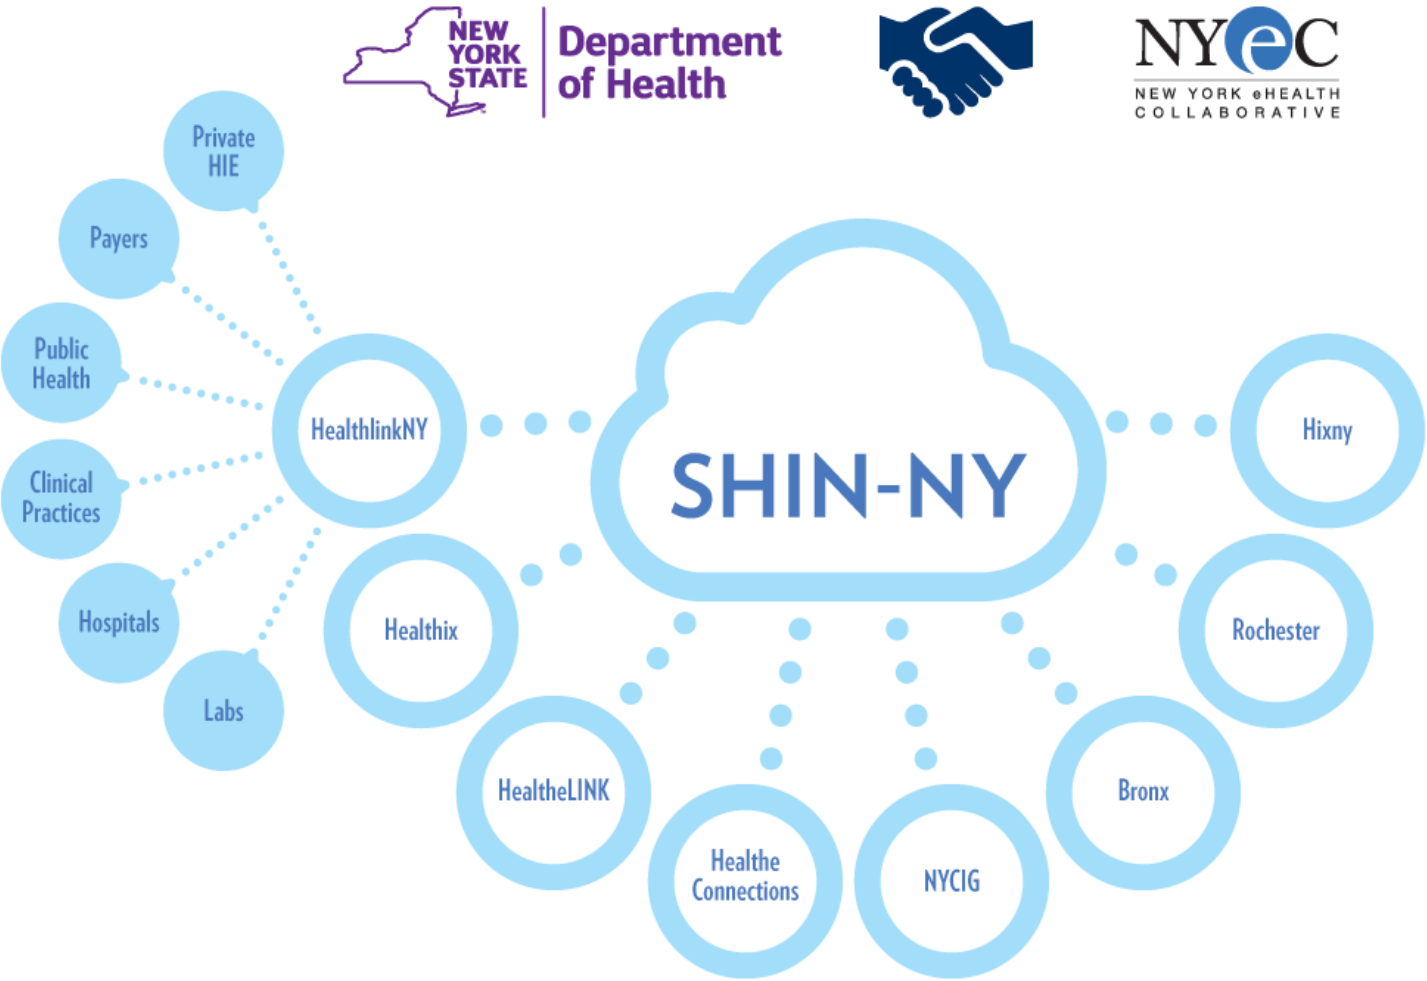 NEW
YORK
STATE
Department
of Health
NYeC
NEW YORK eHEALTH
COLLABORATIVE
Private
HIE
Payers
Public
Health
Clinical
Practices
Hospitals
Labs
HealthlinkNY
SHIN-NY
Hixny
Healthix
Rochester
HealtheLINK
Bronx
Healthe
Connections
NYCIG